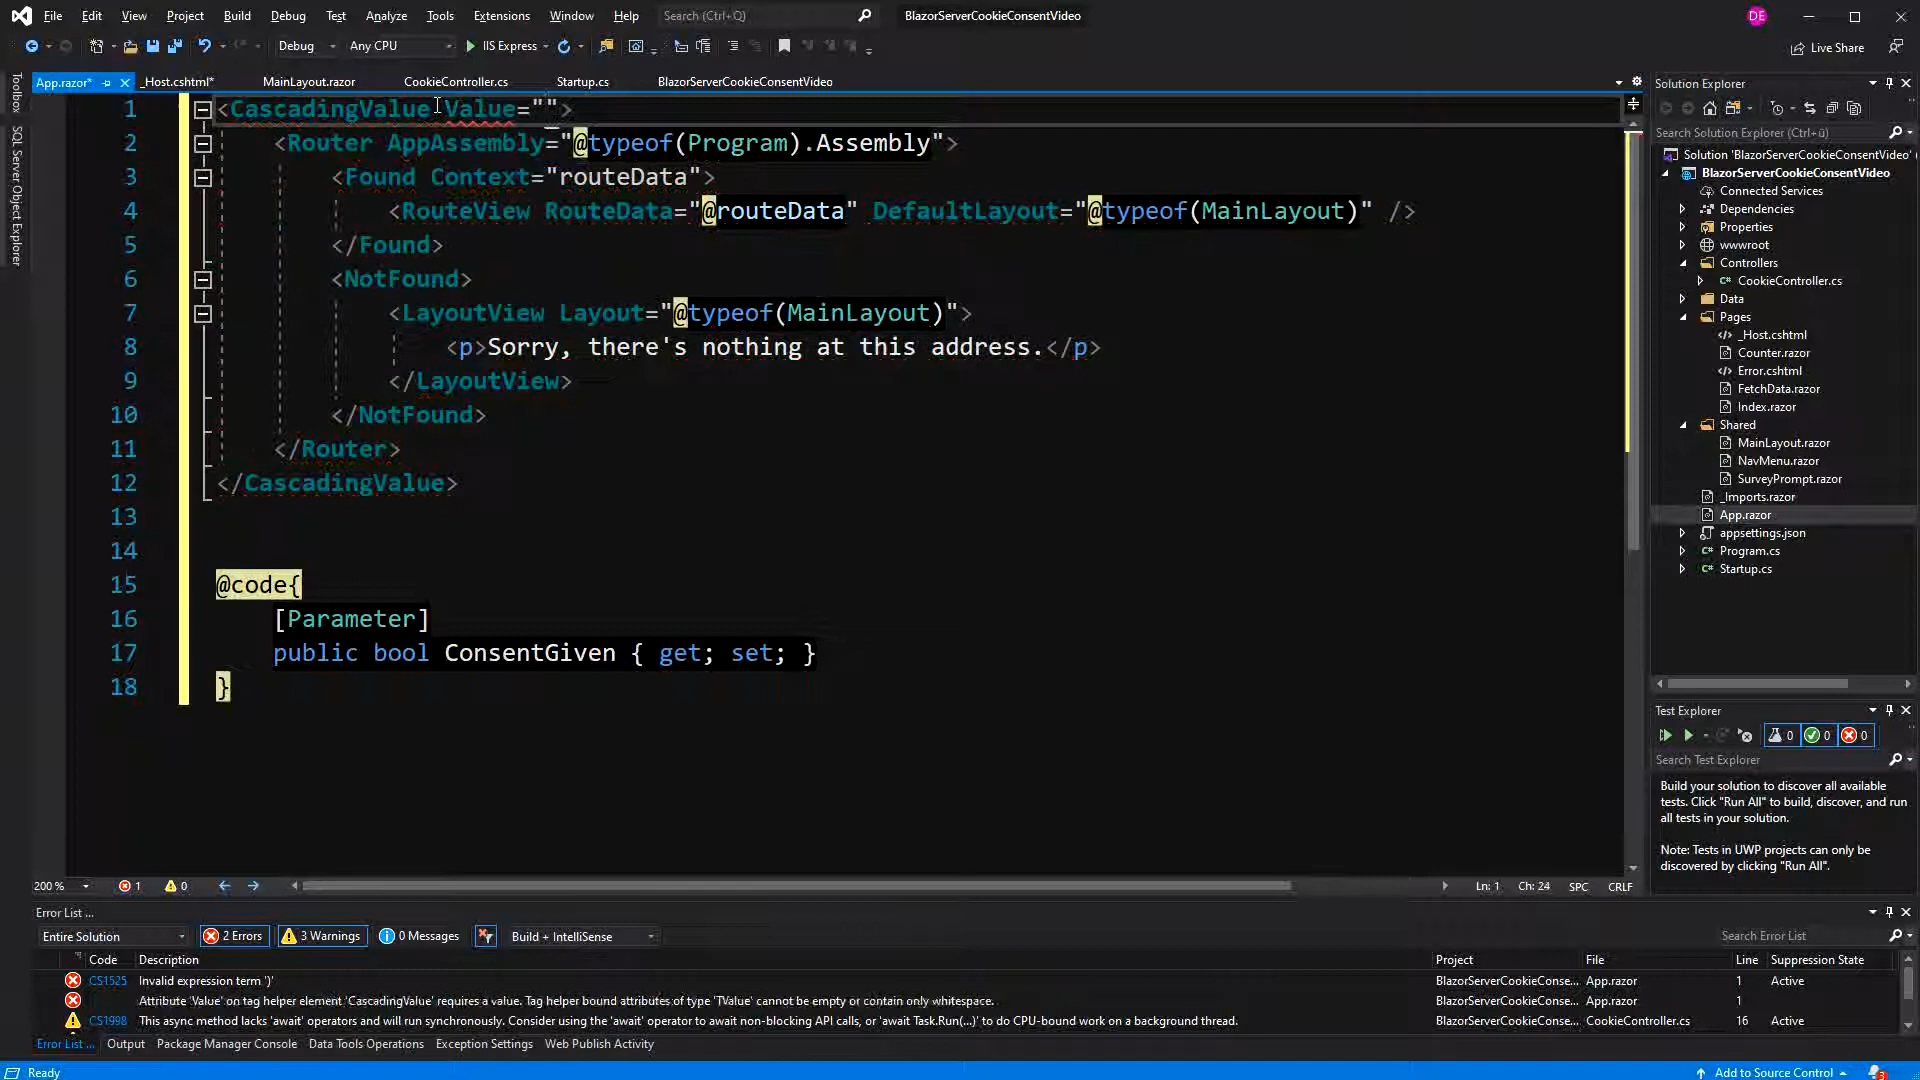 File Edit View Project Build Debug Test Analyze Tools Extensions Window Help Search (Ctrl+Q) BlazorServerCookieConsentVideo DE
Debug Any CPU IIS Express Live Share
App.razor* _Host.cshtml* MainLayout.razor CookieController.cs Startup.cs BlazorServerCookieConsentVideo
Toolbox
SQL Server Object Explorer
1 <CascadingValue Value="">
2 <Router AppAssembly="@typeof(Program).Assembly">
3 <Found Context="routeData">
4 <RouteView RouteData="@routeData" DefaultLayout="@typeof(MainLayout)" />
5 </Found>
6 <NotFound>
7 <LayoutView Layout="@typeof(MainLayout)">
8 <p>Sorry, there's nothing at this address.</p>
9 </LayoutView>
10 </NotFound>
11 </Router>
12 </CascadingValue>
13
14
15 @code{
16 [Parameter]
17 public bool ConsentGiven { get; set; }
18 }
200 % 1 0 Ln: 1 Ch: 24 SPC CRLF
Solution Explorer
Search Solution Explorer (Ctrl+ü)
Solution 'BlazorServerCookieConsentVideo'
BlazorServerCookieConsentVideo
Connected Services
Dependencies
Properties
wwwroot
Controllers
CookieController.cs
Data
Pages
_Host.cshtml
Counter.razor
Error.cshtml
FetchData.razor
Index.razor
Shared
MainLayout.razor
NavMenu.razor
SurveyPrompt.razor
_Imports.razor
App.razor
appsettings.json
Program.cs
Startup.cs
Test Explorer
0 0 0
Search Test Explorer
Build your solution to discover all available
tests. Click "Run All" to build, discover, and run
all tests in your solution.
Note: Tests in UWP projects can only be
discovered by clicking "Run All".
Error List ...
Entire Solution 2 Errors 3 Warnings 0 Messages Build + IntelliSense Search Error List
Code Description Project File Line Suppression State
CS1525 Invalid expression term ')' BlazorServerCookieConse... App.razor 1 Active
Attribute 'Value' on tag helper element 'CascadingValue' requires a value. Tag helper bound attributes of type 'TValue' cannot be empty or contain only whitespace. BlazorServerCookieConse... App.razor 1
CS1998 This async method lacks 'await' operators and will run synchronously. Consider using the 'await' operator to await non-blocking API calls, or 'await Task.Run(...)' to do CPU-bound work on a background thread. BlazorServerCookieConse... CookieController.cs 16 Active
Error List ... Output Package Manager Console Data Tools Operations Exception Settings Web Publish Activity
Ready Add to Source Control 3